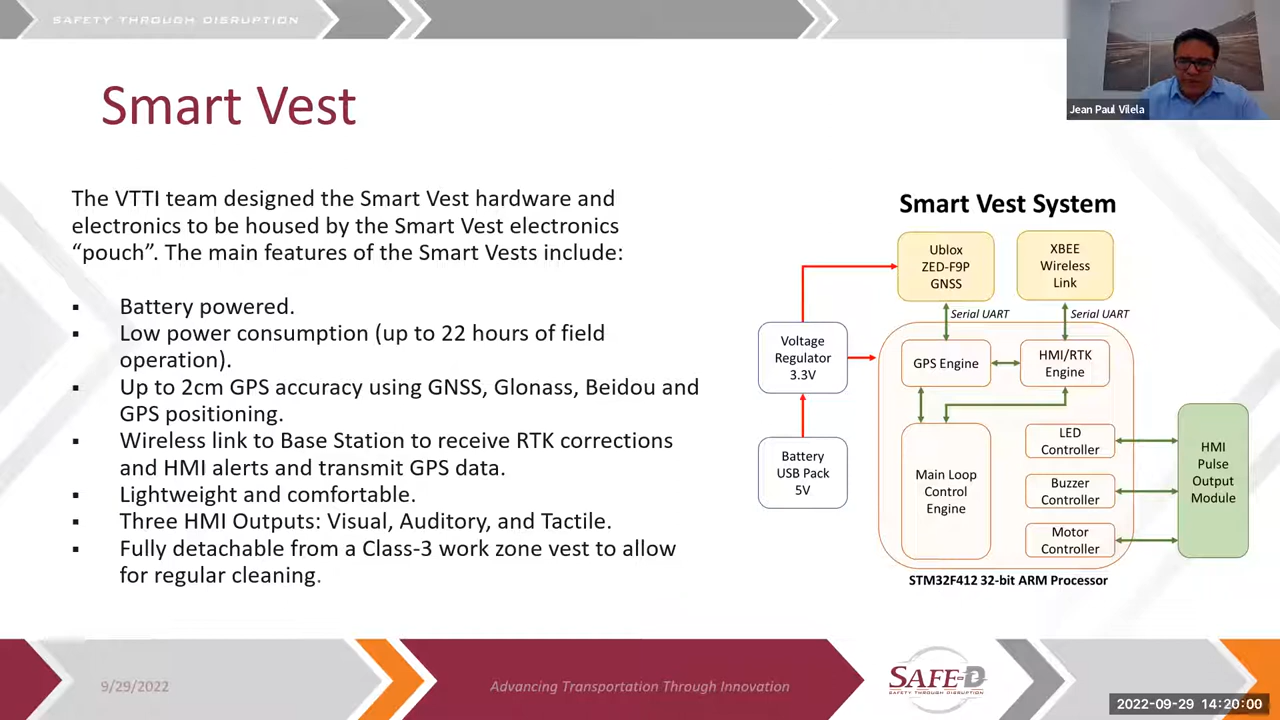 SAFETY THROUGH DISRUPTION
Jean Paul Vilela
Smart Vest
The VTTI team designed the Smart Vest hardware and
electronics to be housed by the Smart Vest electronics
“pouch”. The main features of the Smart Vests include:
▪ Battery powered.
▪ Low power consumption (up to 22 hours of field
operation).
▪ Up to 2cm GPS accuracy using GNSS, Glonass, Beidou and
GPS positioning.
▪ Wireless link to Base Station to receive RTK corrections
and HMI alerts and transmit GPS data.
▪ Lightweight and comfortable.
▪ Three HMI Outputs: Visual, Auditory, and Tactile.
▪ Fully detachable from a Class-3 work zone vest to allow
for regular cleaning.
Smart Vest System
Ublox
ZED-F9P
GNSS
XBEE
Wireless
Link
Serial UART
Serial UART
Voltage
Regulator
3.3V
GPS Engine
HMI/RTK
Engine
Battery
USB Pack
5V
Main Loop
Control
Engine
LED
Controller
Buzzer
Controller
Motor
Controller
HMI
Pulse
Output
Module
STM32F412 32-bit ARM Processor
9/29/2022
Advancing Transportation Through Innovation
SAFE-D
SAFETY THROUGH DISRUPTION
2022-09-29 14:20:00